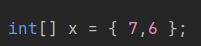 int[] x = { 7,6 };